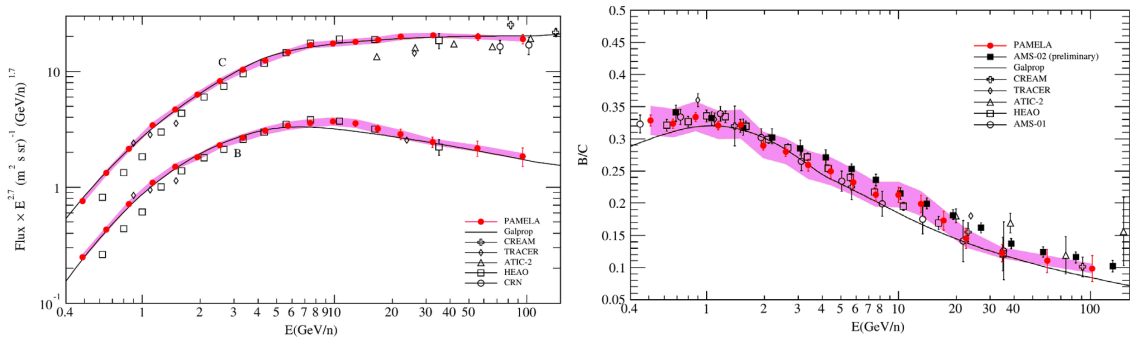 Flux × E^2.7 (m^2 s sr)^-1 (GeV/n)^1.7
10^1
1
10^-1
C
B
PAMELA
Galprop
CREAM
TRACER
ATIC-2
HEAO
CRN
0.4 1 2 3 4 5 6 7 8 9 10 20 30 40 50 100
E(GeV/n)
B/C
0.5
0.45
0.4
0.35
0.3
0.25
0.2
0.15
0.1
0.05
PAMELA
AMS-02 (preliminary)
Galprop
CREAM
TRACER
ATIC-2
HEAO
AMS-01
0.4 1 2 3 4 5 6 7 8 10 20 30 40 50 100
E(GeV/n)